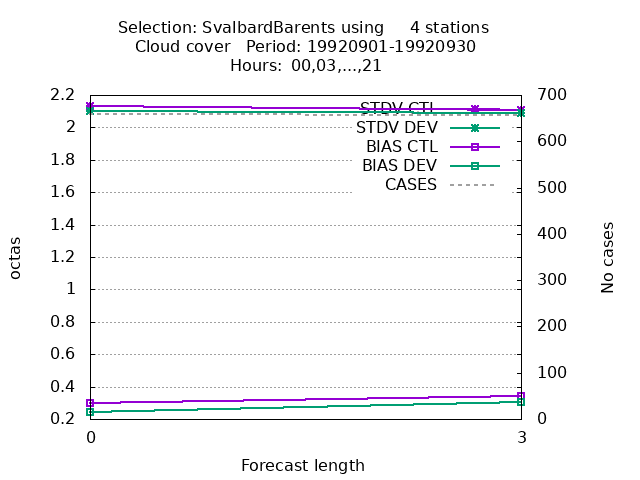 Selection: SvalbardBarents using     4 stations
Cloud cover   Period: 19920901-19920930
Hours: 00,03,...,21
2.2
2
1.8
1.6
1.4
1.2
1
0.8
0.6
0.4
0.2
octas
STDV CTL
STDV DEV
BIAS CTL
BIAS DEV
CASES
700
600
500
400
300
200
100
0
No cases
0 3
Forecast length